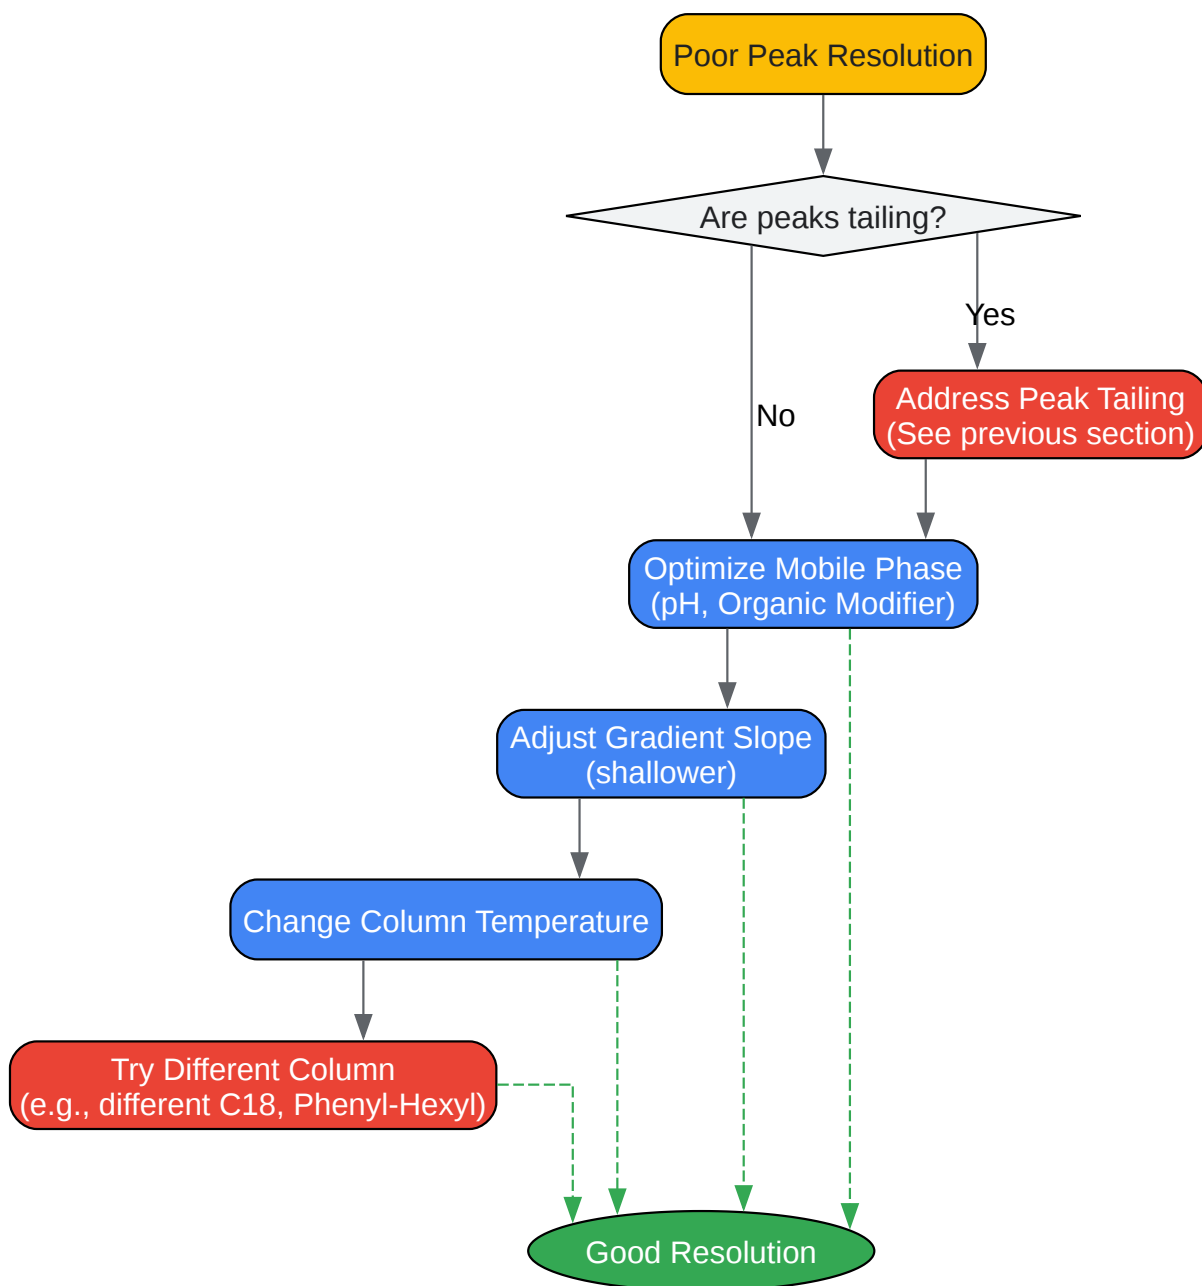 Poor Peak Resolution
Are peaks tailing?
Yes
Address Peak Tailing
(See previous section)
No
Optimize Mobile Phase
(pH, Organic Modifier)
Adjust Gradient Slope
(shallower)
Change Column Temperature
Try Different Column
(e.g., different C18, Phenyl-Hexyl)
Good Resolution